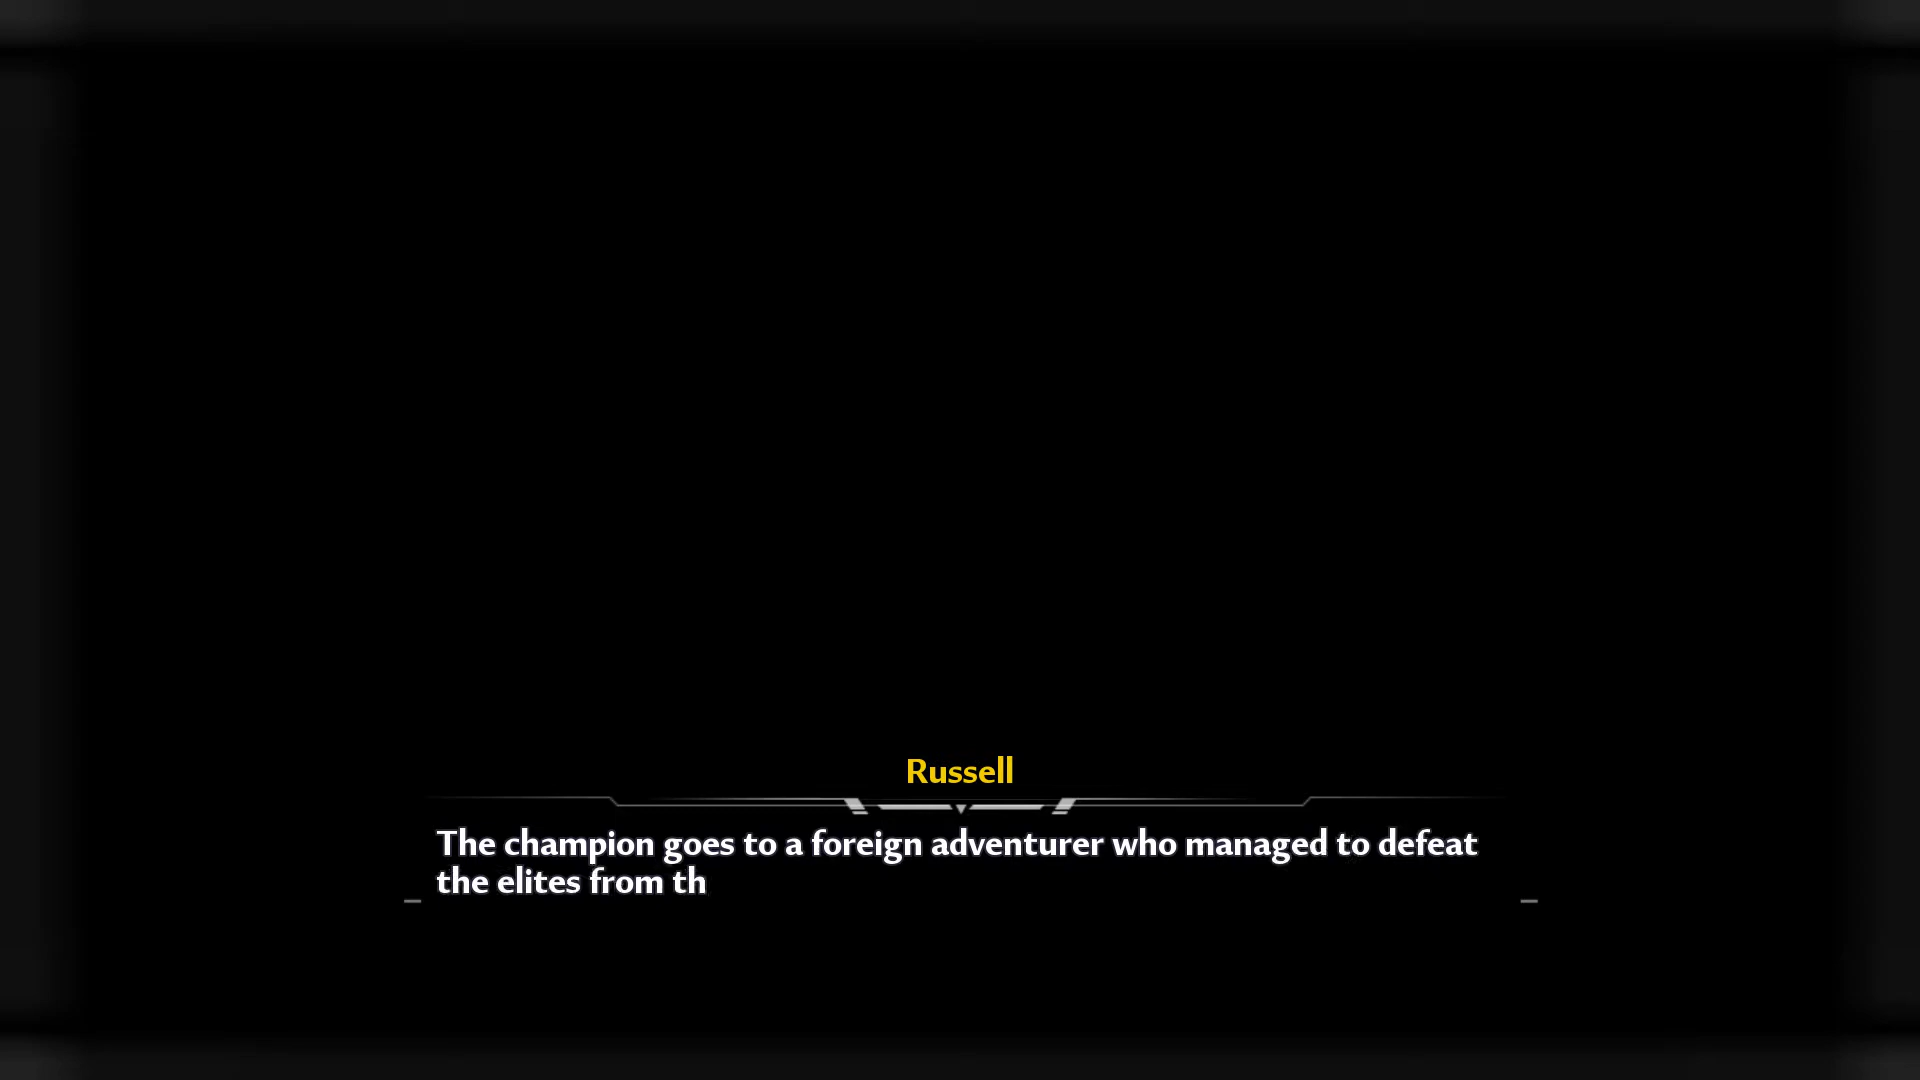 Russell
The champion goes to a foreign adventurer who managed to defeat
the elites from th